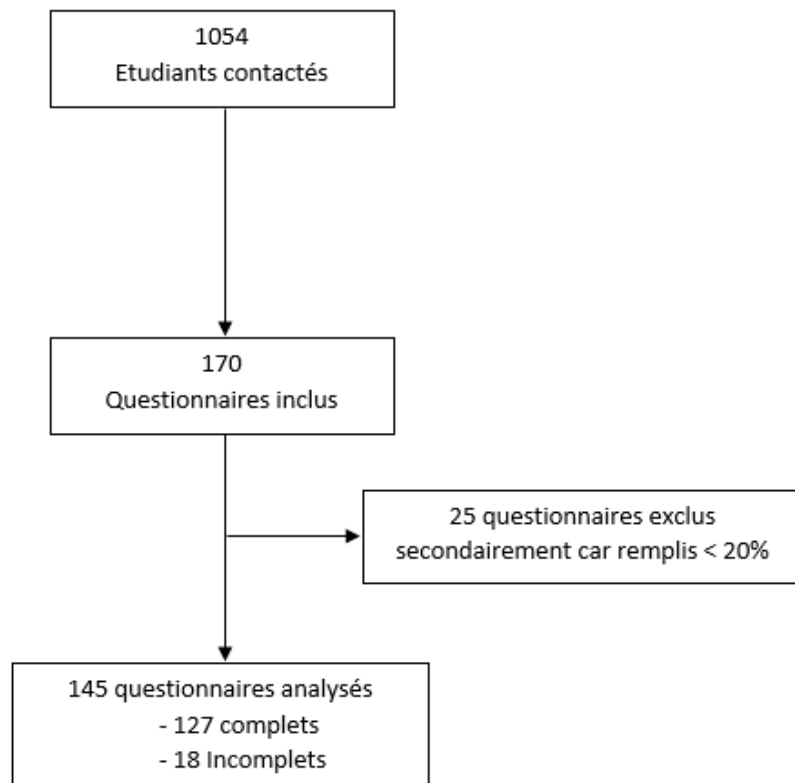 1054
Etudiants contactés
170
Questionnaires inclus
25 questionnaires exclus
secondairement car remplis < 20%
145 questionnaires analysés
- 127 complets
- 18 Incomplets